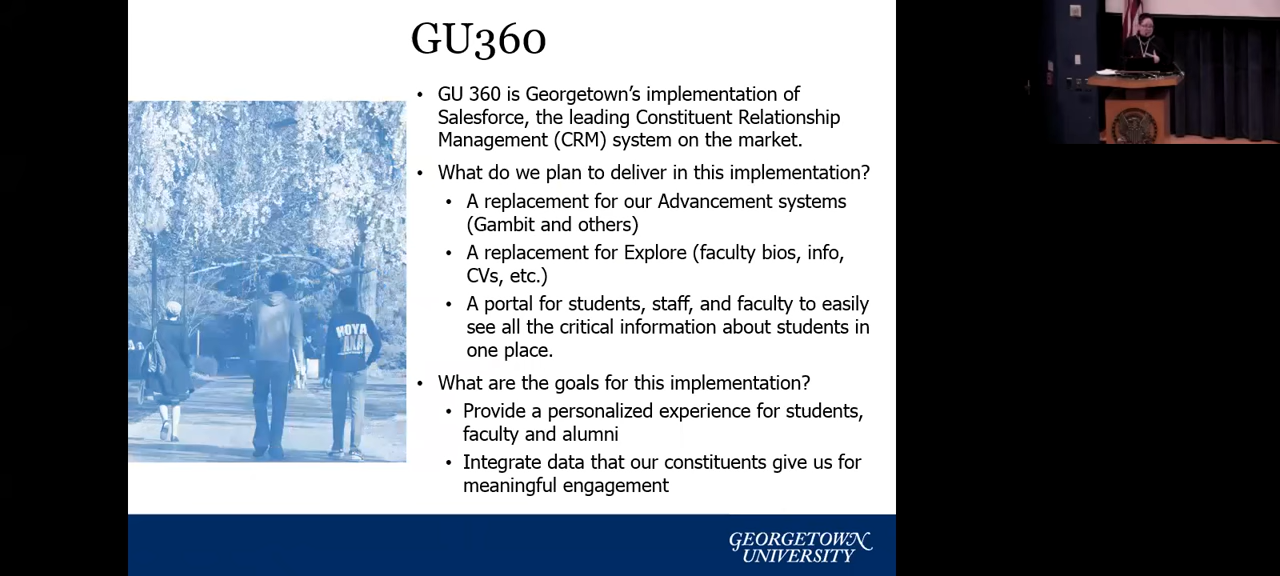 GU360
• GU 360 is Georgetown's implementation of
Salesforce, the leading Constituent Relationship
Management (CRM) system on the market.
• What do we plan to deliver in this implementation?
• A replacement for our Advancement systems
(Gambit and others)
• A replacement for Explore (faculty bios, info,
CVs, etc.)
• A portal for students, staff, and faculty to easily
see all the critical information about students in
one place.
• What are the goals for this implementation?
• Provide a personalized experience for students,
faculty and alumni
• Integrate data that our constituents give us for
meaningful engagement
HOYA
GEORGETOWN
UNIVERSITY